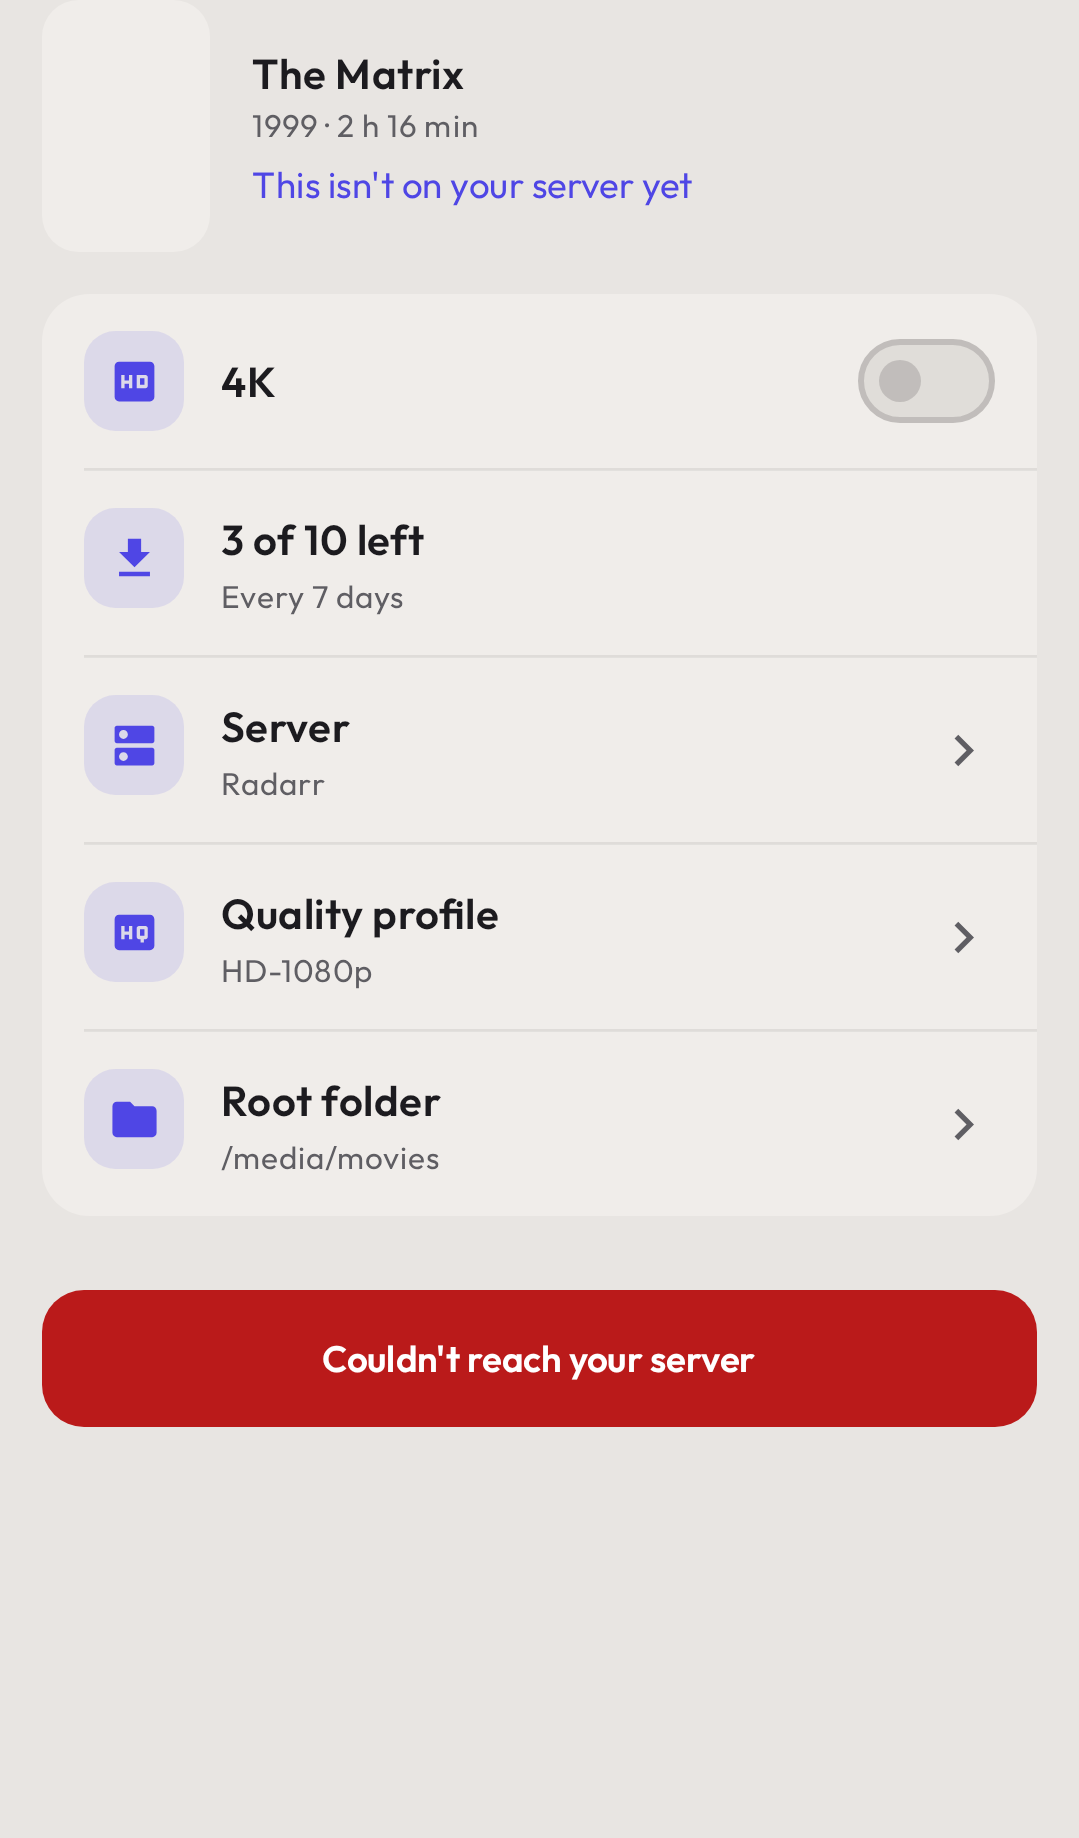 The Matrix
1999 · 2 h 16 min
This isn't on your server yet
HD
4K
3 of 10 left
Every 7 days
Server
Radarr
HQ
Quality profile
HD-1080p
Root folder
/media/movies
Couldn't reach your server